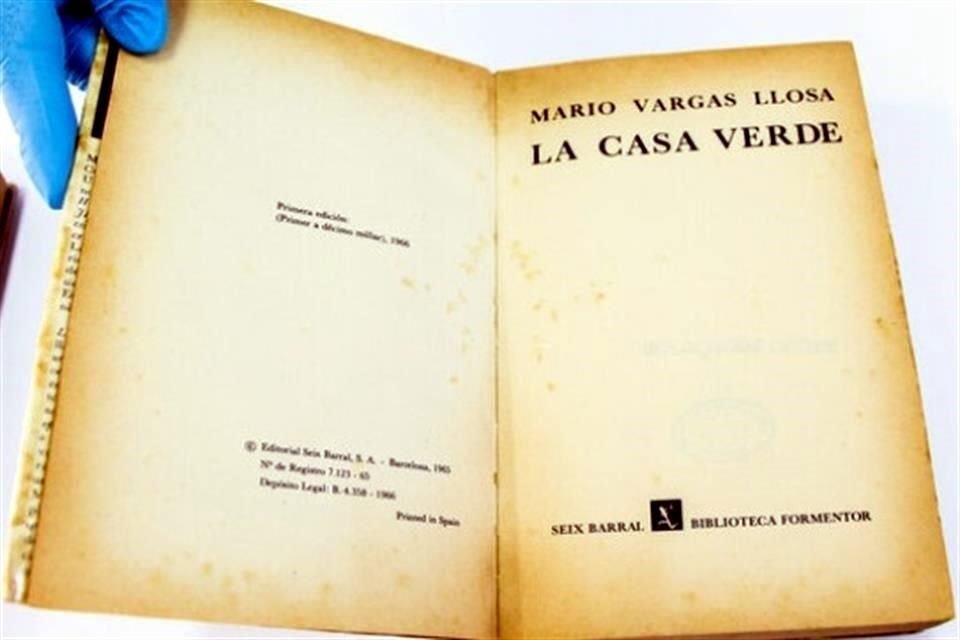 Primera edición:
(Primer a décimo millar), 1966
© Editorial Seix Barral, S. A. - Barcelona, 1965
Nº de Registro 7.123 - 65
Depósito Legal: B. 4.358 - 1966
Printed in Spain
MARIO VARGAS LLOSA
LA CASA VERDE
SEIX BARRAL BIBLIOTECA FORMENTOR